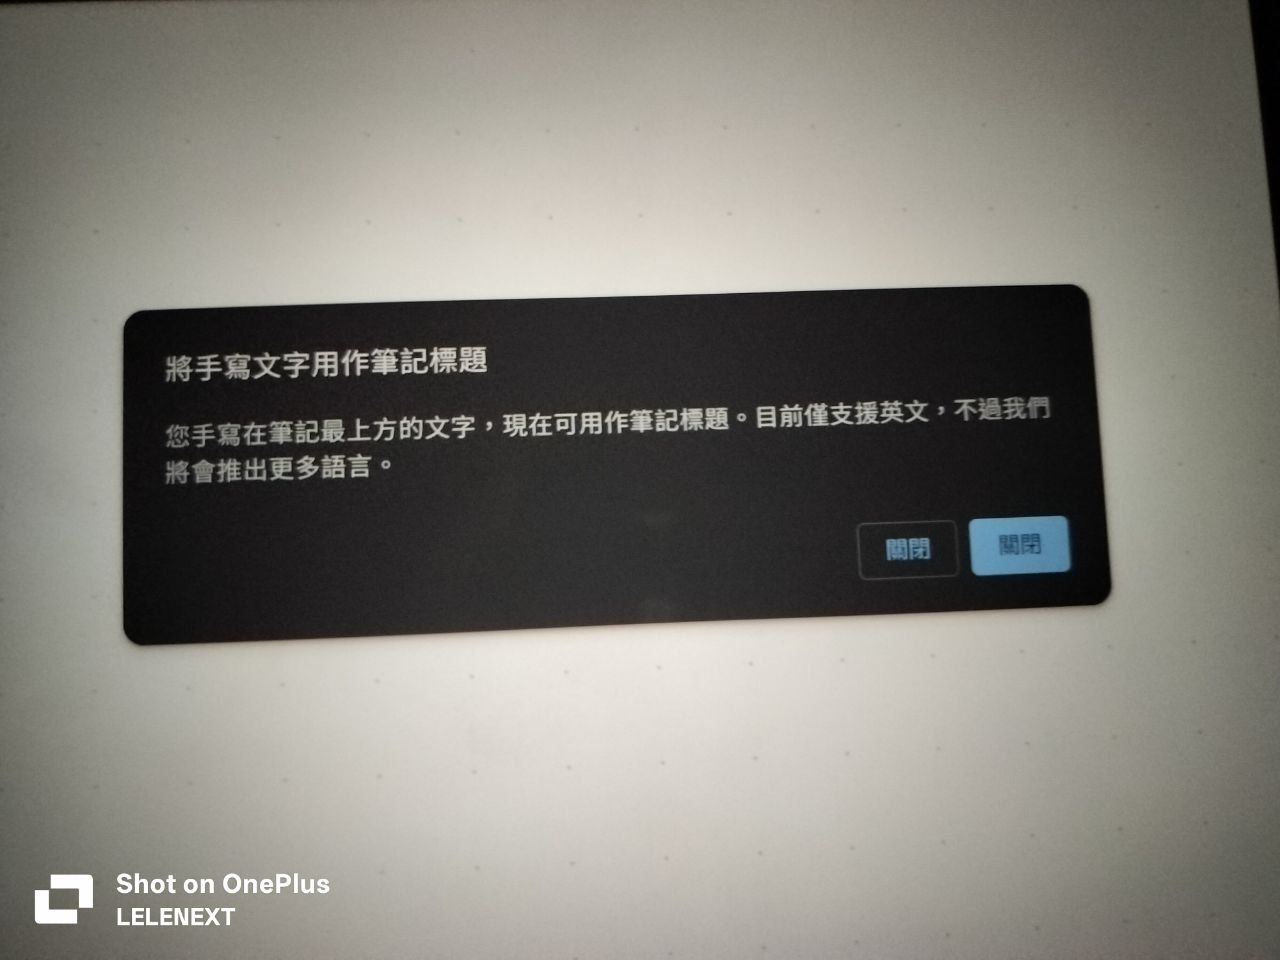 將手寫文字用作筆記標題
您手寫在筆記最上方的文字，現在可用作筆記標題。目前僅支援英文，不過我們
將會推出更多語言。
關閉
關閉
Shot on OnePlus
LELENEXT